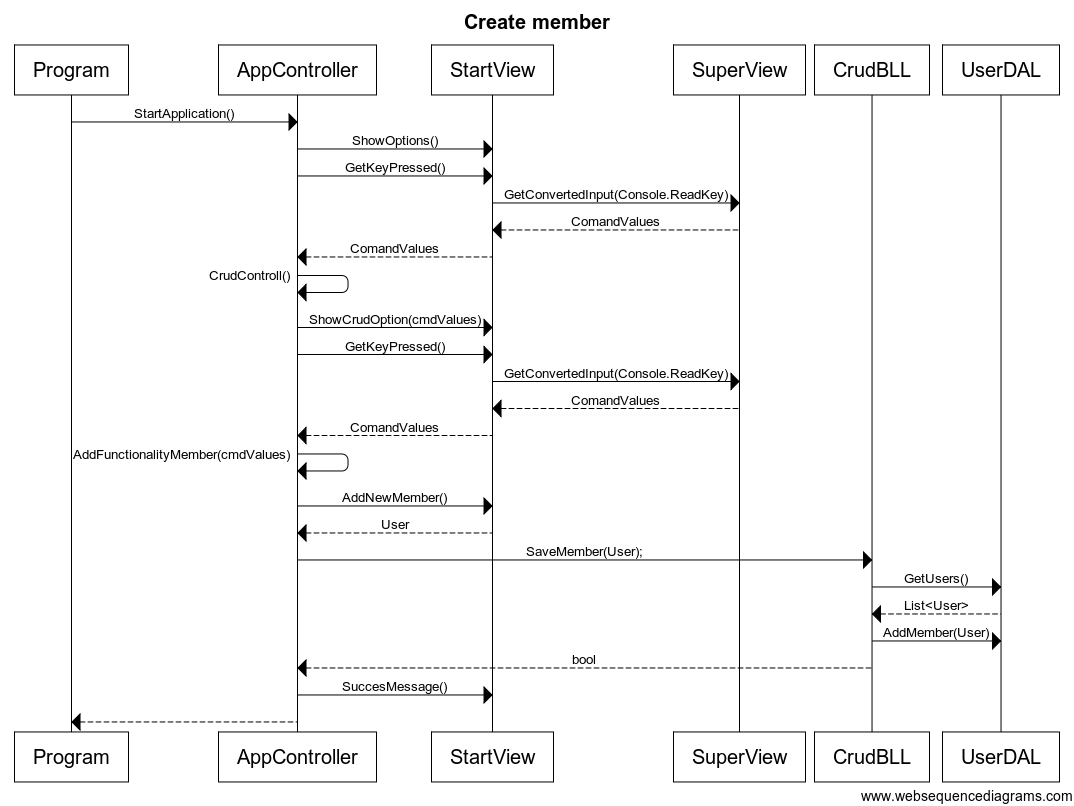 Create member
Program
AppController
StartView
SuperView
CrudBLL
UserDAL
StartApplication()
ShowOptions()
GetKeyPressed()
GetConvertedInput(Console.ReadKey)
ComandValues
ComandValues
CrudControll()
ShowCrudOption(cmdValues)
GetKeyPressed()
GetConvertedInput(Console.ReadKey)
ComandValues
ComandValues
AddFunctionalityMember(cmdValues)
AddNewMember()
User
SaveMember(User);
GetUsers()
List<User>
AddMember(User)
bool
SuccesMessage()
Program
AppController
StartView
SuperView
CrudBLL
UserDAL
www.websequencediagrams.com